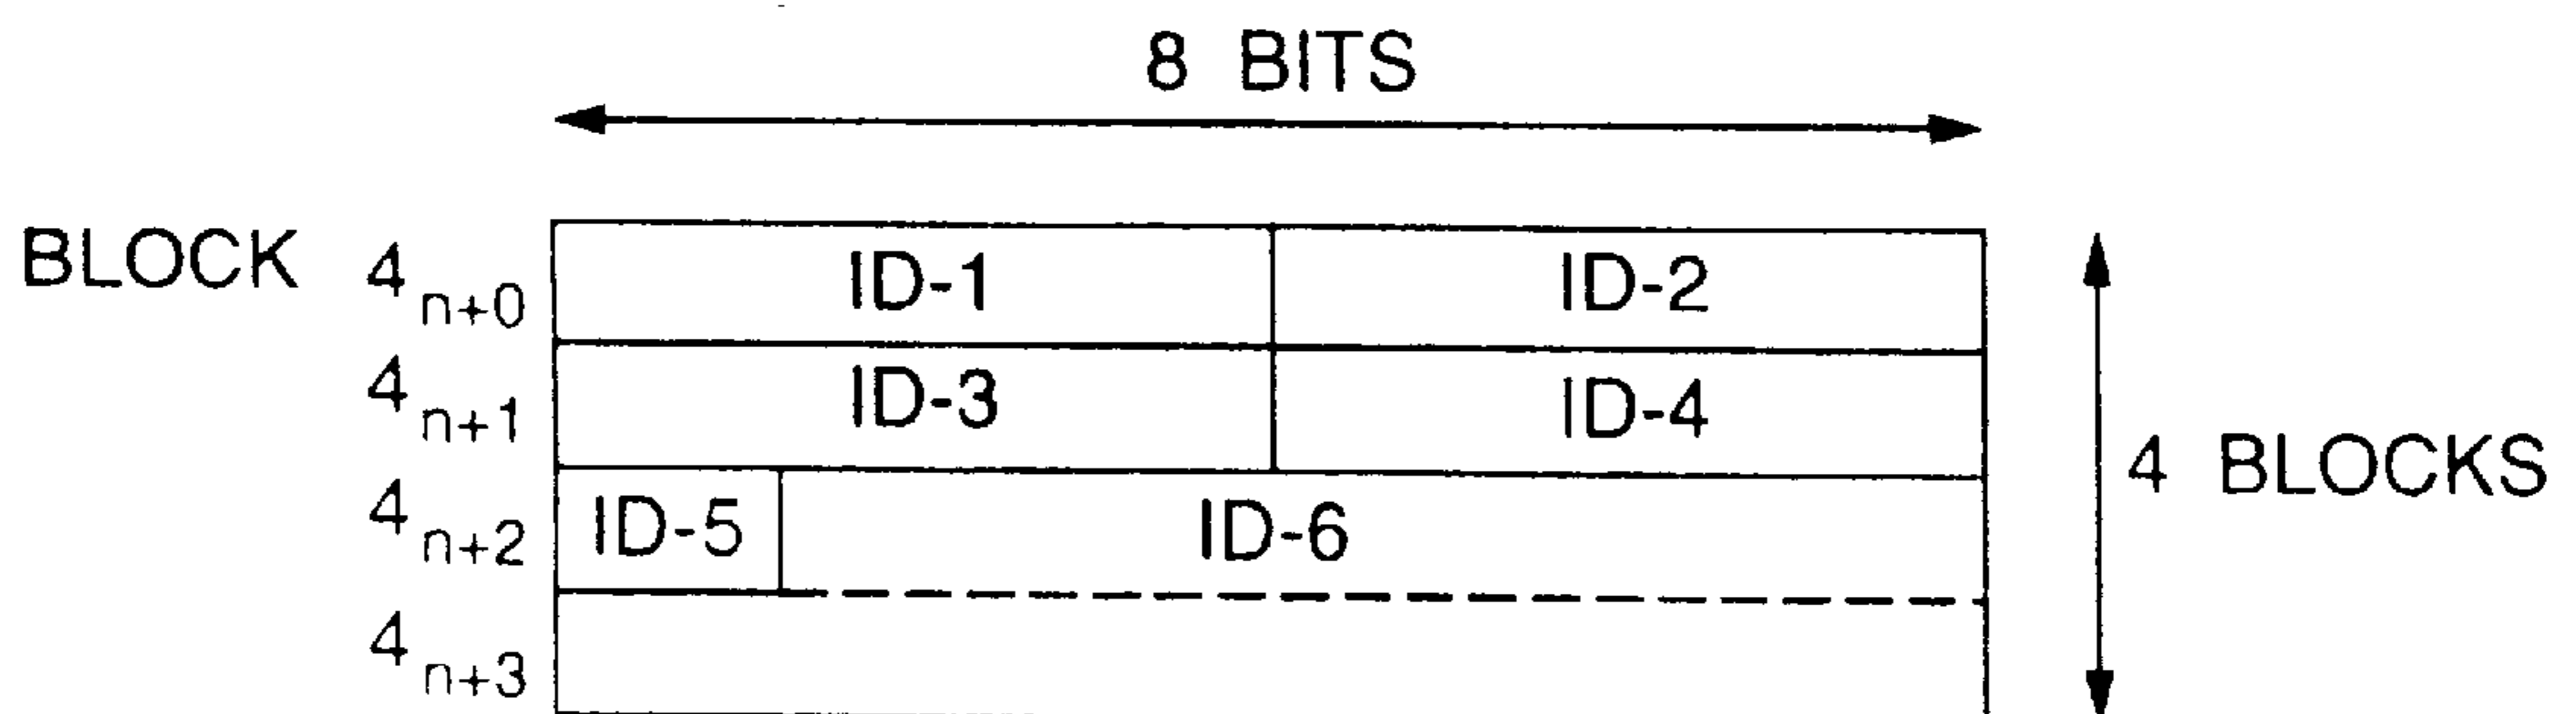 8 BITS
BLOCK 4n+0 ID-1 ID-2
4n+1 ID-3 ID-4
4n+2 ID-5 ID-6
4 BLOCKS
4n+3